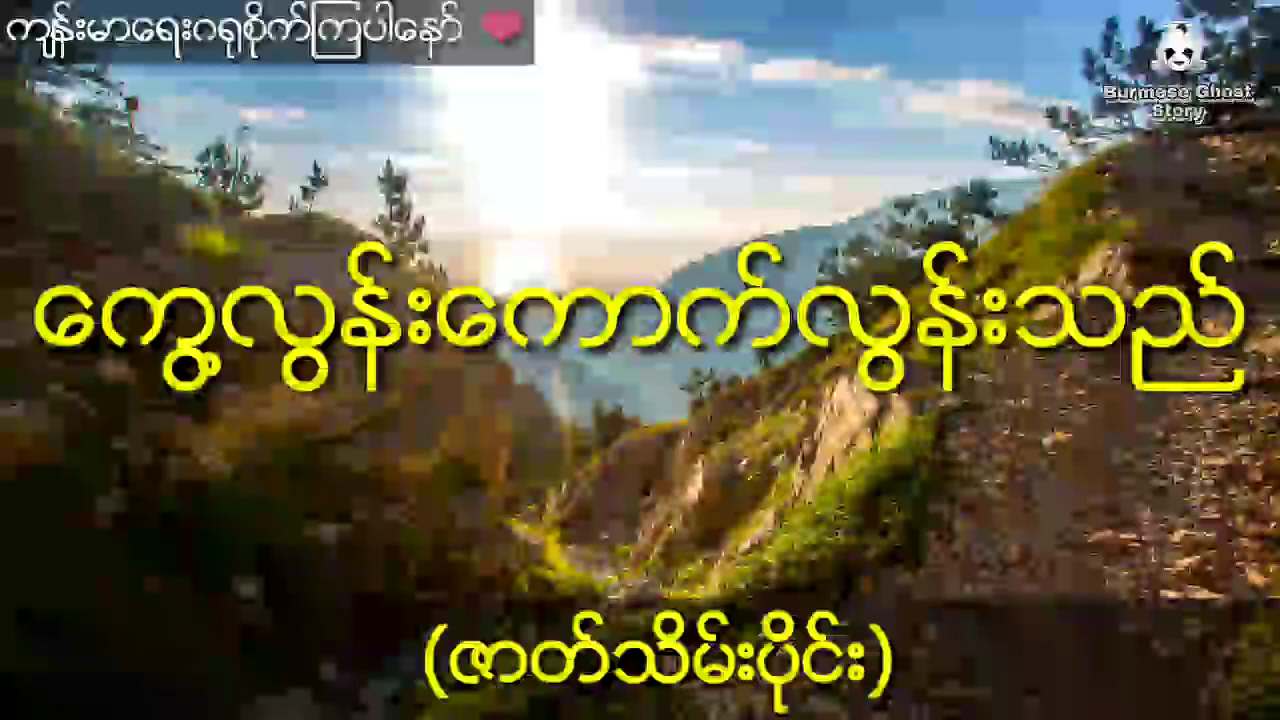 ကျန်းမာရေးဂရုစိုက်ကြပါနော် ❤
Burmese Ghost
Story
ကွေ့လွန်းကောက်လွန်းသည်
(ဇာတ်သိမ်းပိုင်း)